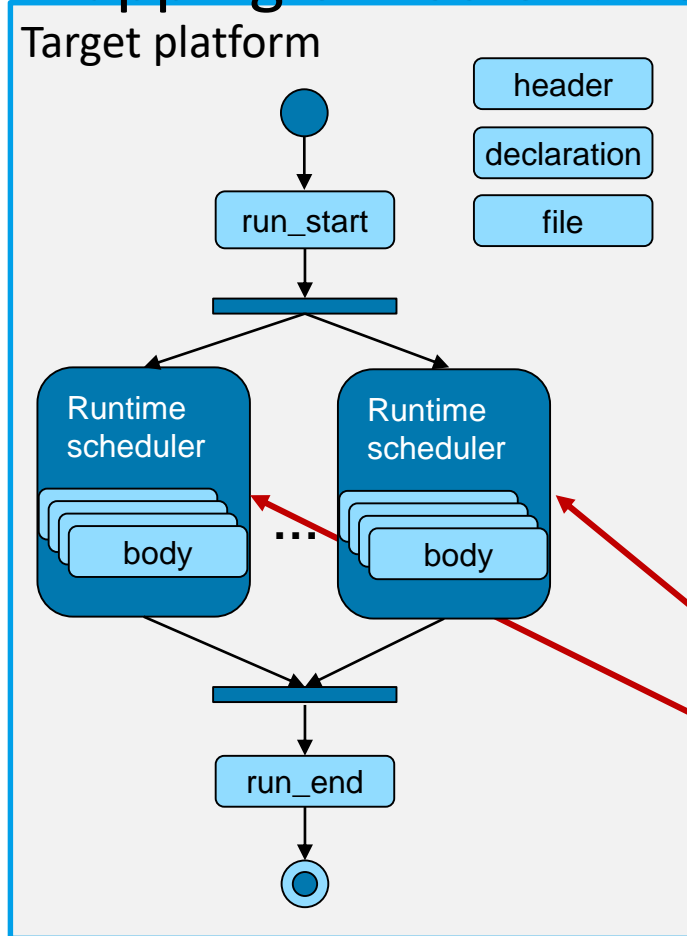 Target platform
header
declaration
file
run_start
Runtime
scheduler
body
...
Runtime
scheduler
body
run_end